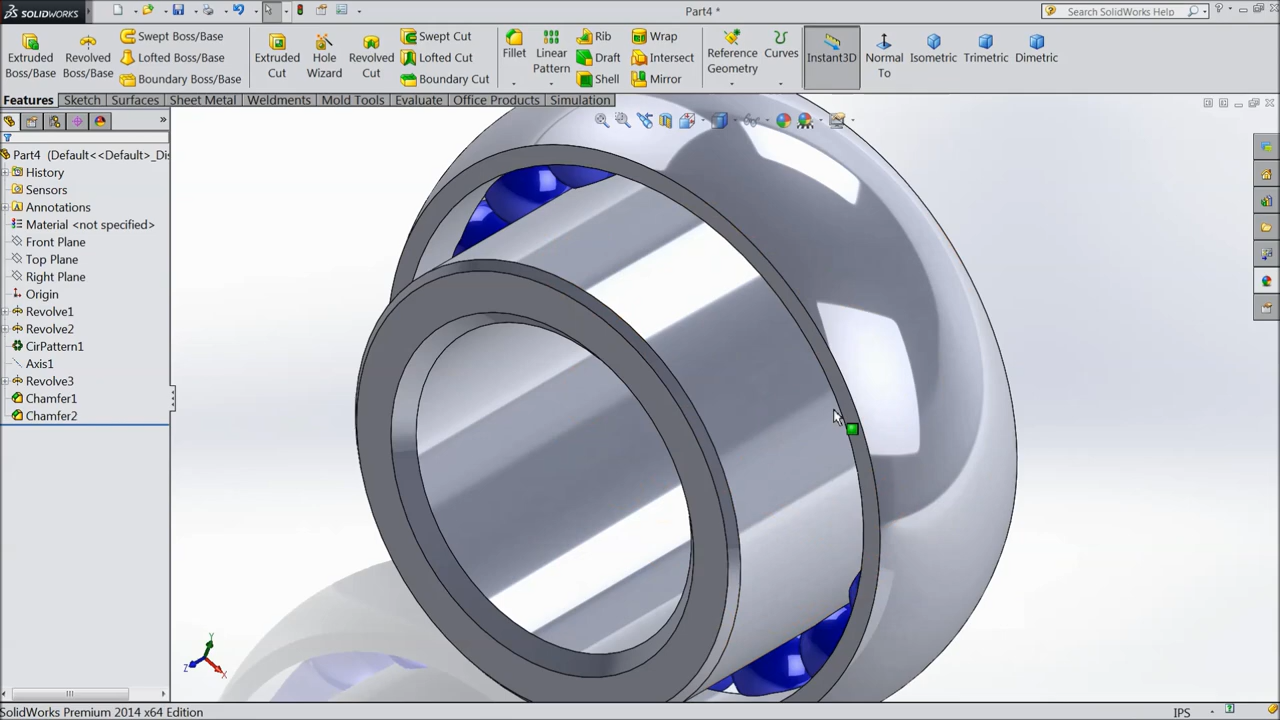 SOLIDWORKS
Part4 *
Search SolidWorks Help
Extruded Boss/Base
Revolved Boss/Base
Swept Boss/Base
Lofted Boss/Base
Boundary Boss/Base
Extruded Cut
Hole Wizard
Revolved Cut
Swept Cut
Lofted Cut
Boundary Cut
Fillet
Linear Pattern
Rib
Draft
Shell
Wrap
Intersect
Mirror
Reference Geometry
Curves
Instant3D
Normal To
Isometric
Trimetric
Dimetric
Features Sketch Surfaces Sheet Metal Weldments Mold Tools Evaluate Office Products Simulation
Part4 (Default<<Default>_Dis
History
Sensors
Annotations
Material <not specified>
Front Plane
Top Plane
Right Plane
Origin
Revolve1
Revolve2
CirPattern1
Axis1
Revolve3
Chamfer1
Chamfer2
Y
Z
X
SolidWorks Premium 2014 x64 Edition
IPS